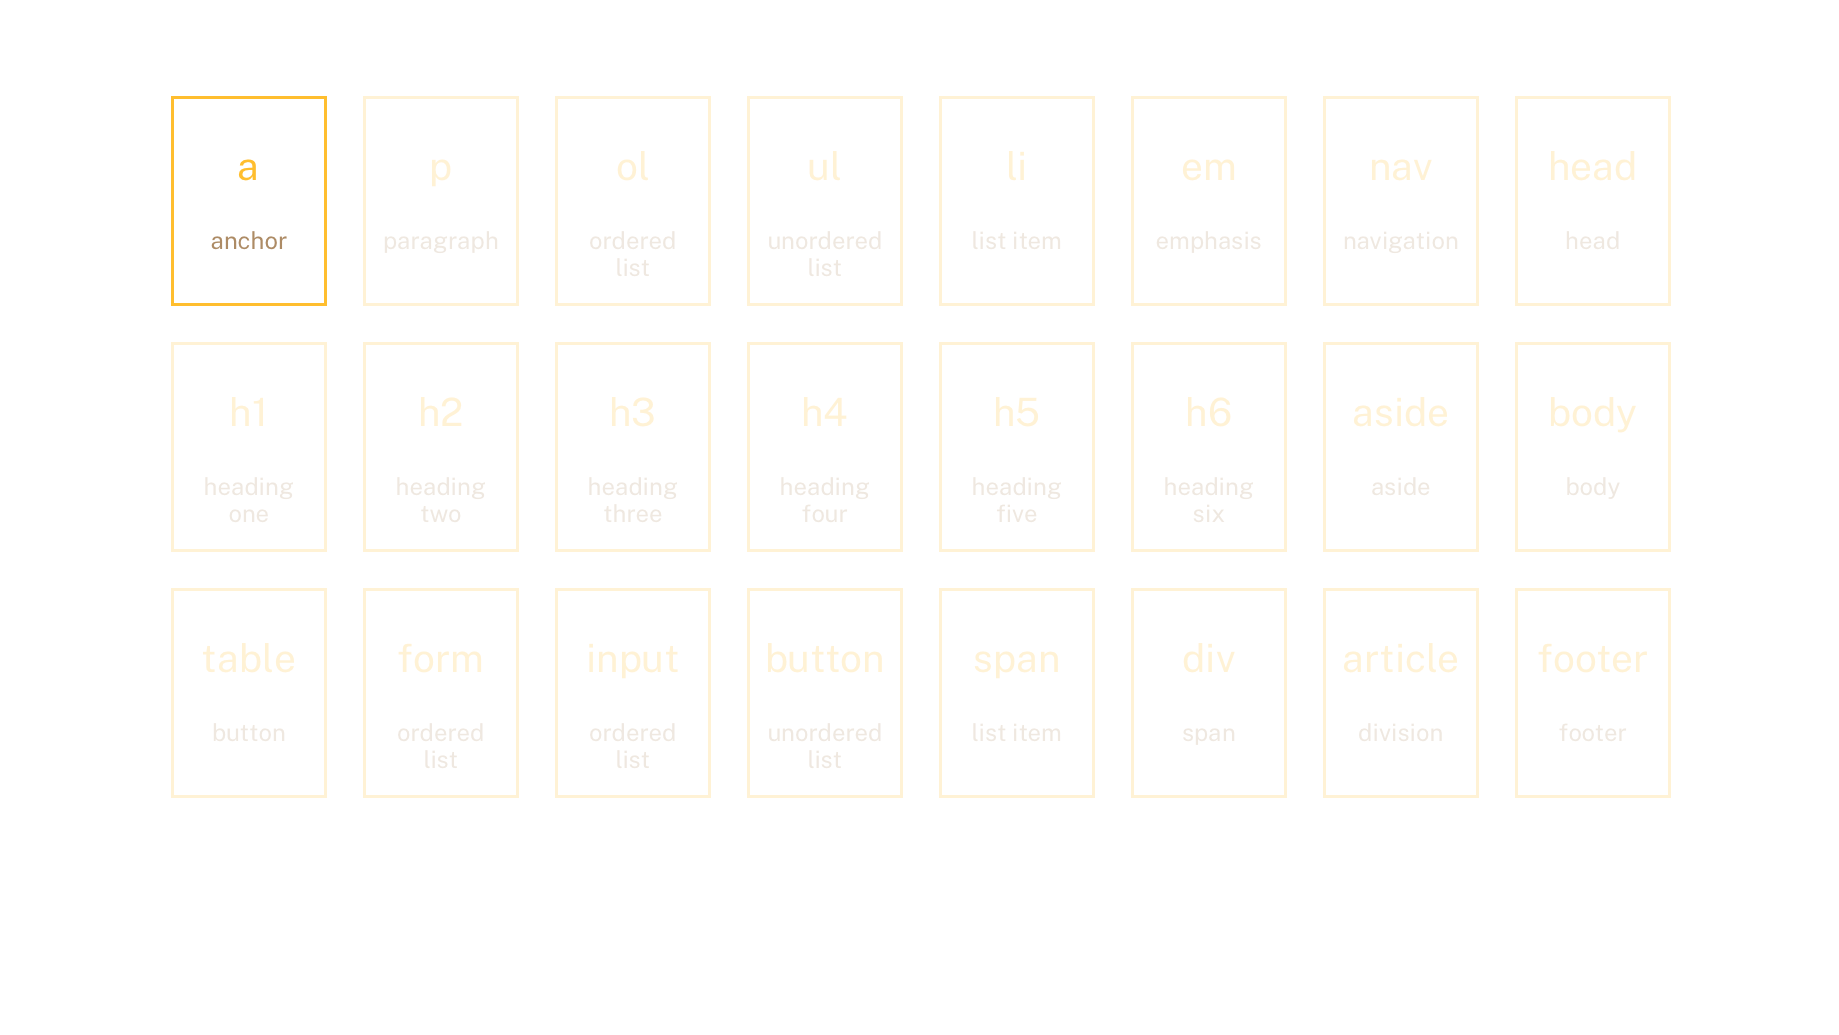 a
anchor
p
paragraph
ol
ordered
list
ul
unordered
list
li
list item
em
emphasis
nav
navigation
head
head
h1
heading
one
h2
heading
two
h3
heading
three
h4
heading
four
h5
heading
five
h6
heading
six
aside
aside
body
body
table
button
form
ordered
list
input
ordered
list
button
unordered
list
span
list item
div
span
article
division
footer
footer